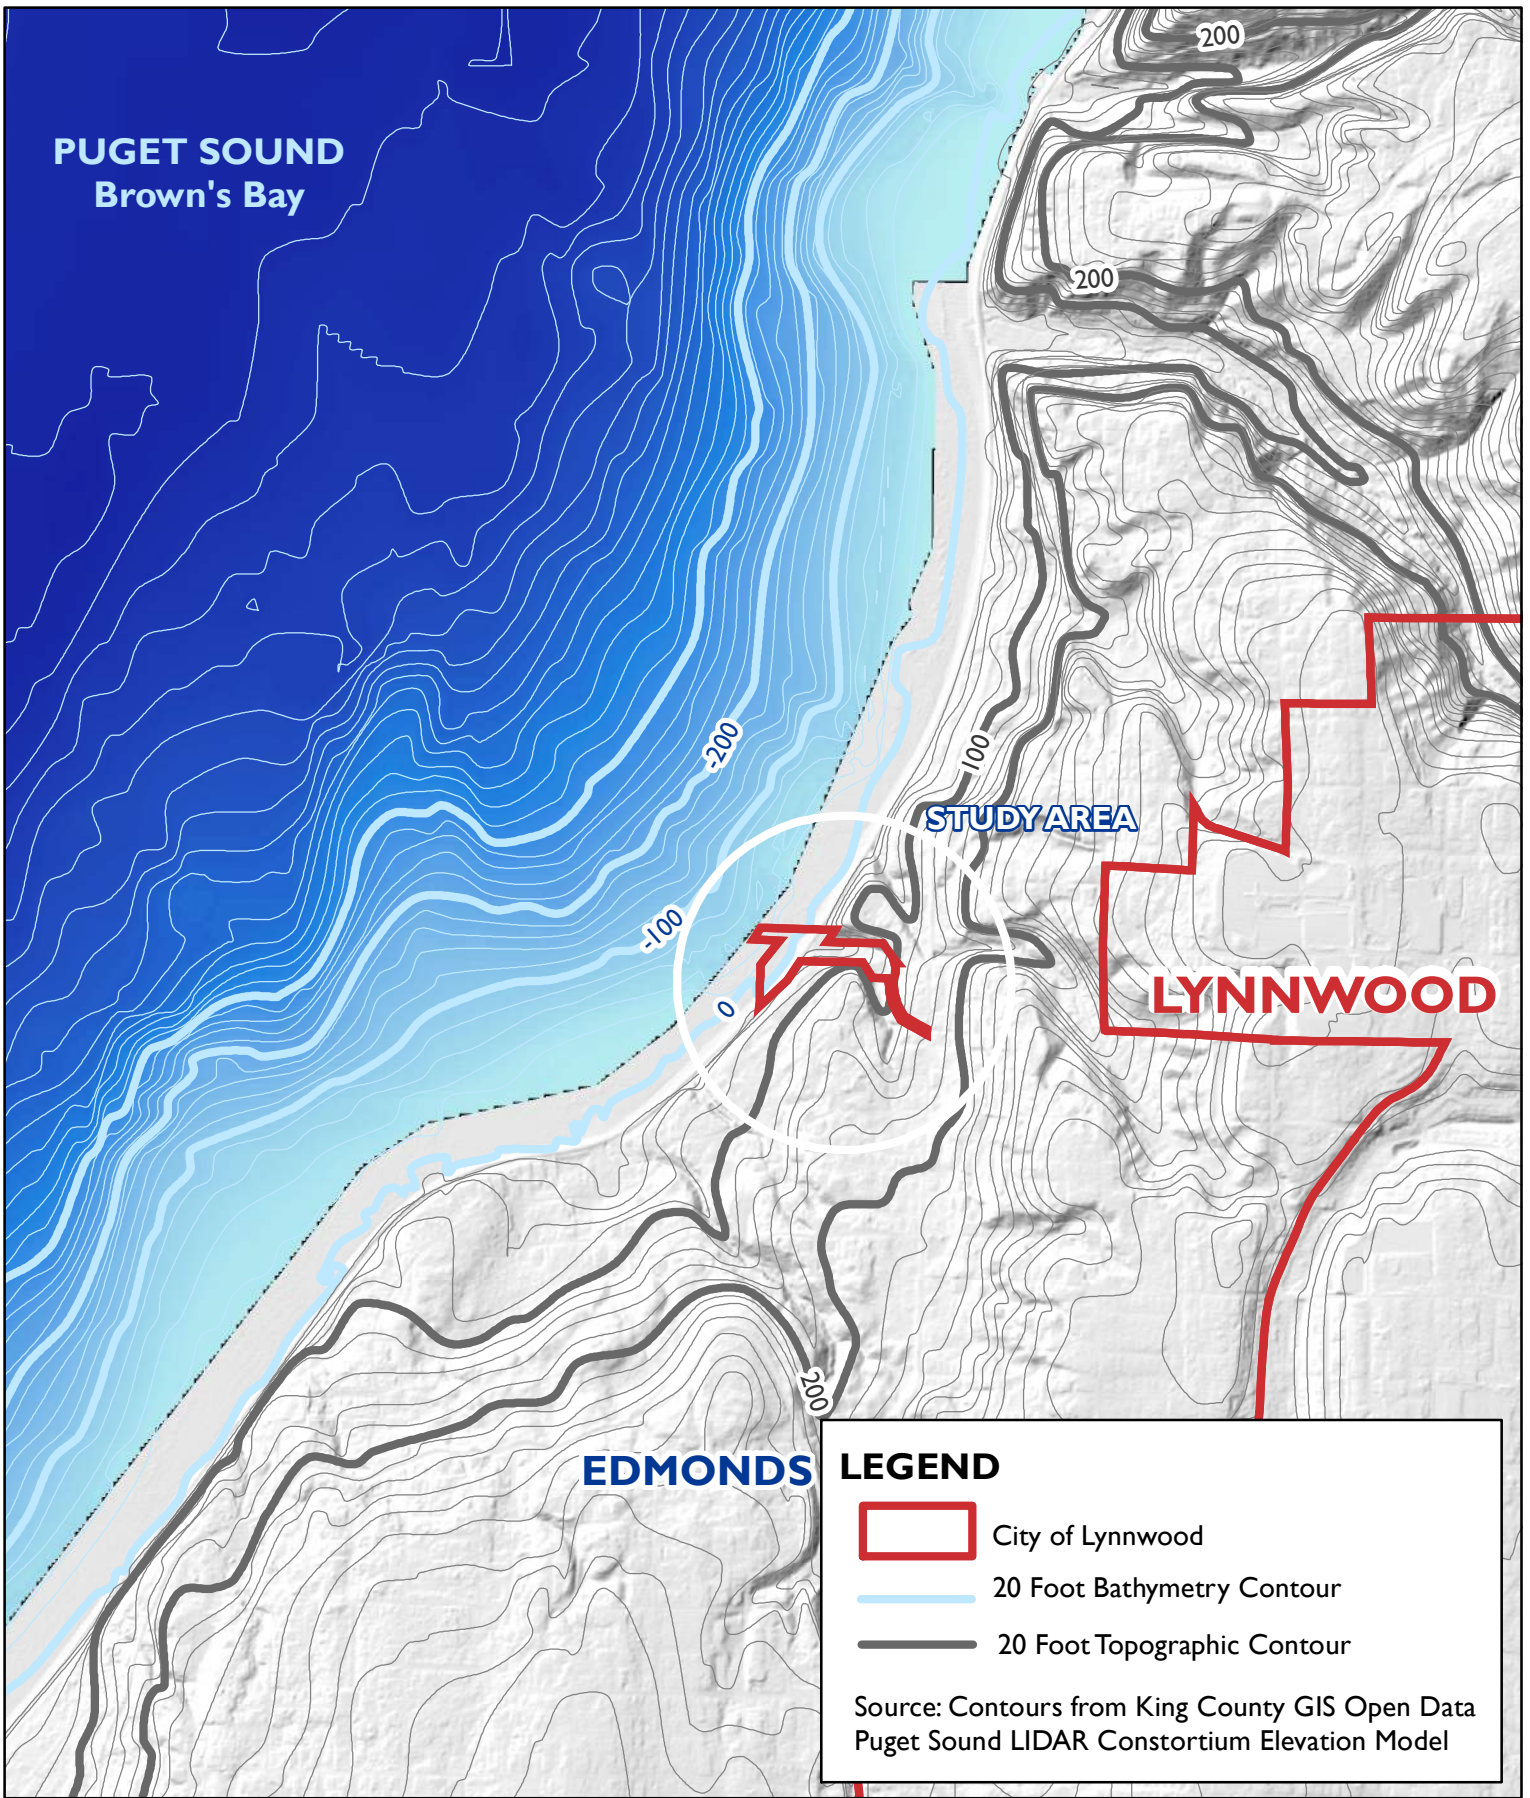 200
PUGET SOUND
Brown's Bay
200
-200
100
STUDY AREA
-100
LYNNWOOD
0
200
EDMONDS
LEGEND
City of Lynnwood
20 Foot Bathymetry Contour
20 Foot Topographic Contour
Source: Contours from King County GIS Open Data
Puget Sound LIDAR Constortium Elevation Model